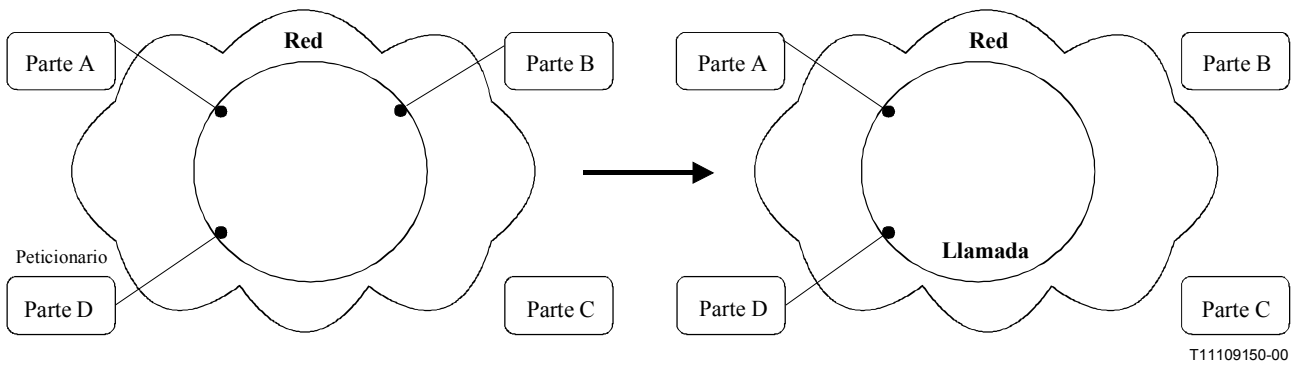 Red
Parte A
Parte B
Peticionario
Parte D
Parte C
Red
Parte A
Parte B
Llamada
Parte D
Parte C
T11109150-00